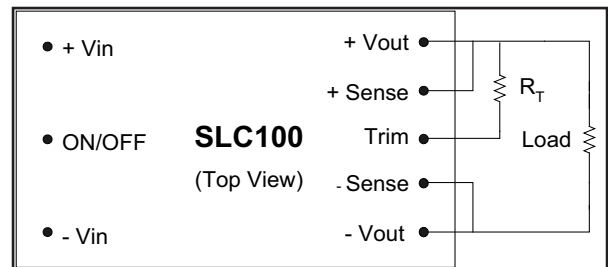 + Vin
ON/OFF
- Vin
SLC100
(Top View)
+ Vout
+ Sense
Trim
- Sense
- Vout
R_T
Load